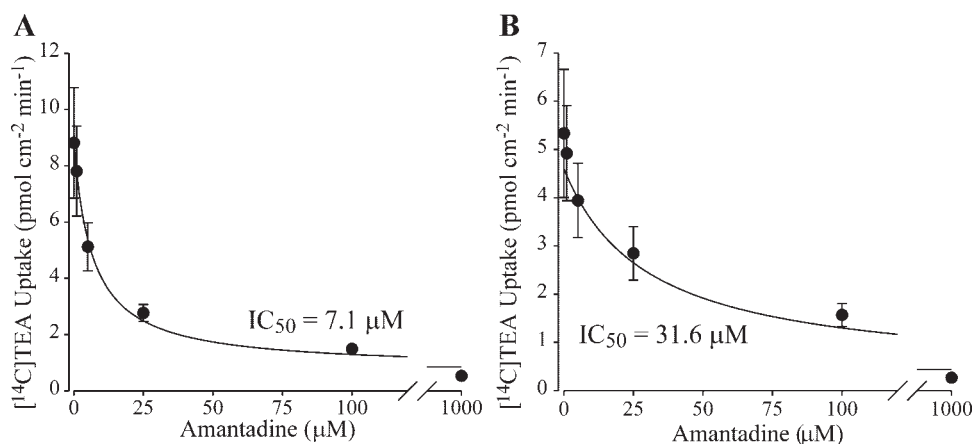 A
[¹⁴C]TEA Uptake (pmol cm⁻² min⁻¹)
12
10
8
6
4
2
0
IC₅₀ = 7.1 µM
0 25 50 75 100 1000
Amantadine (µM)
B
[¹⁴C]TEA Uptake (pmol cm⁻² min⁻¹)
7
6
5
4
3
2
1
0
IC₅₀ = 31.6 µM
0 25 50 75 100 1000
Amantadine (µM)